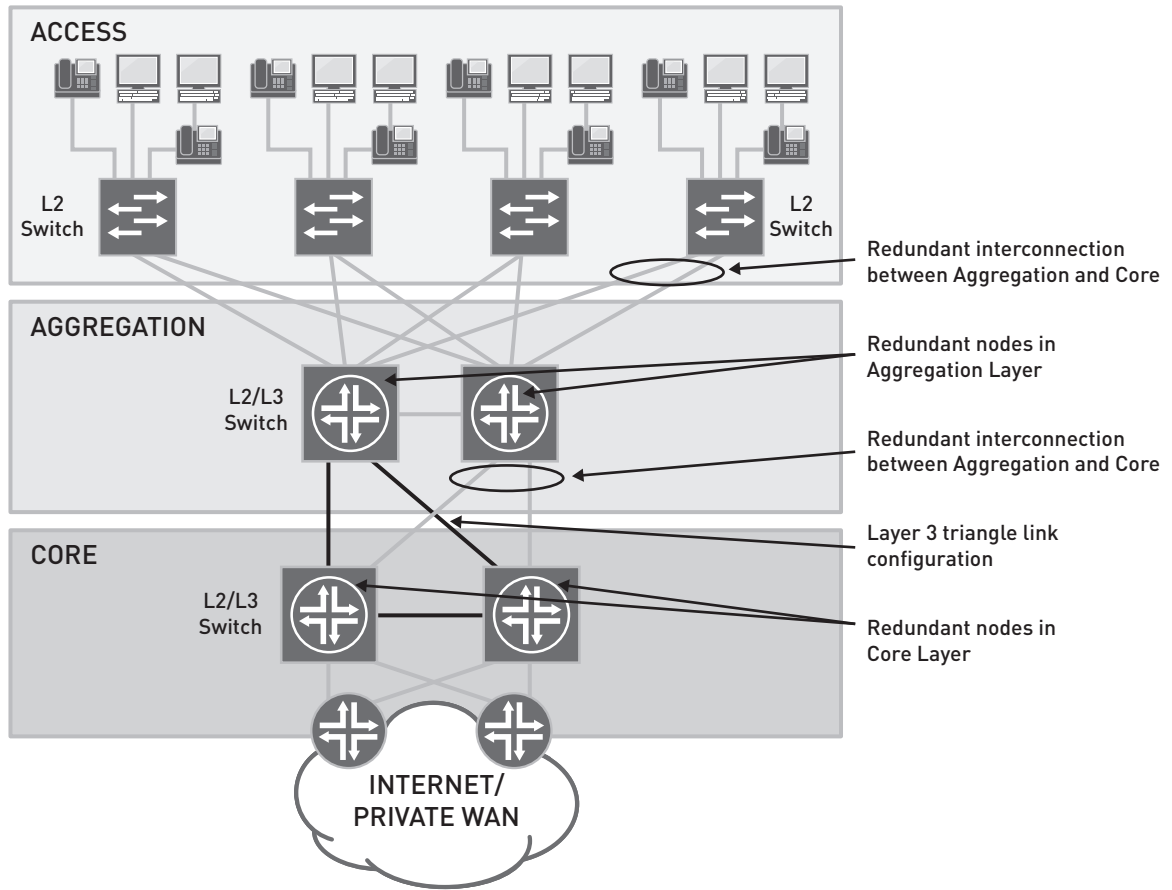 ACCESS
L2
Switch
L2
Switch
Redundant interconnection
between Aggregation and Core
AGGREGATION
Redundant nodes in
Aggregation Layer
L2/L3
Switch
Redundant interconnection
between Aggregation and Core
Layer 3 triangle link
configuration
CORE
L2/L3
Switch
Redundant nodes in
Core Layer
INTERNET/
PRIVATE WAN